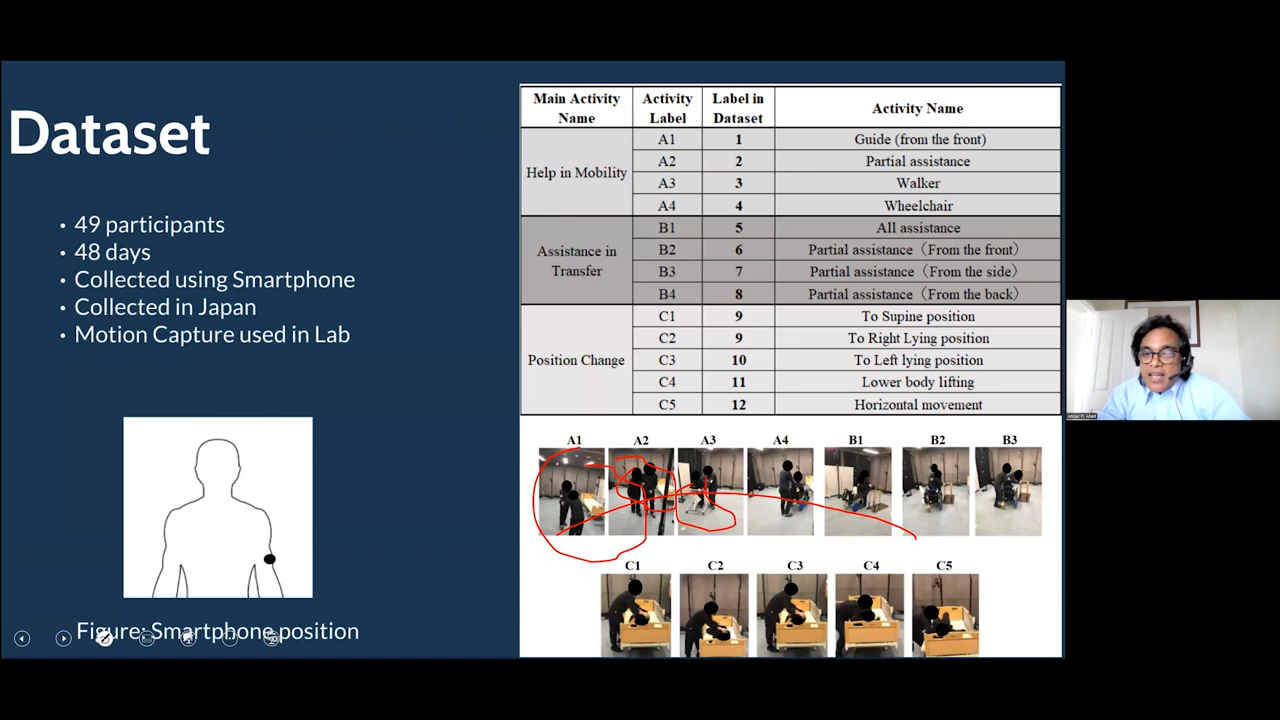 Dataset
• 49 participants
• 48 days
• Collected using Smartphone
• Collected in Japan
• Motion Capture used in Lab
Figure: Smartphone position
Main Activity Name Activity Label Label in Dataset Activity Name
Help in Mobility
A1 1 Guide (from the front)
A2 2 Partial assistance
A3 3 Walker
A4 4 Wheelchair
Assistance in Transfer
B1 5 All assistance
B2 6 Partial assistance（From the front）
B3 7 Partial assistance（From the side）
B4 8 Partial assistance（From the back）
Position Change
C1 9 To Supine position
C2 9 To Right Lying position
C3 10 To Left lying position
C4 11 Lower body lifting
C5 12 Horizontal movement
A1 A2 A3 A4 B1 B2 B3
C1 C2 C3 C4 C5